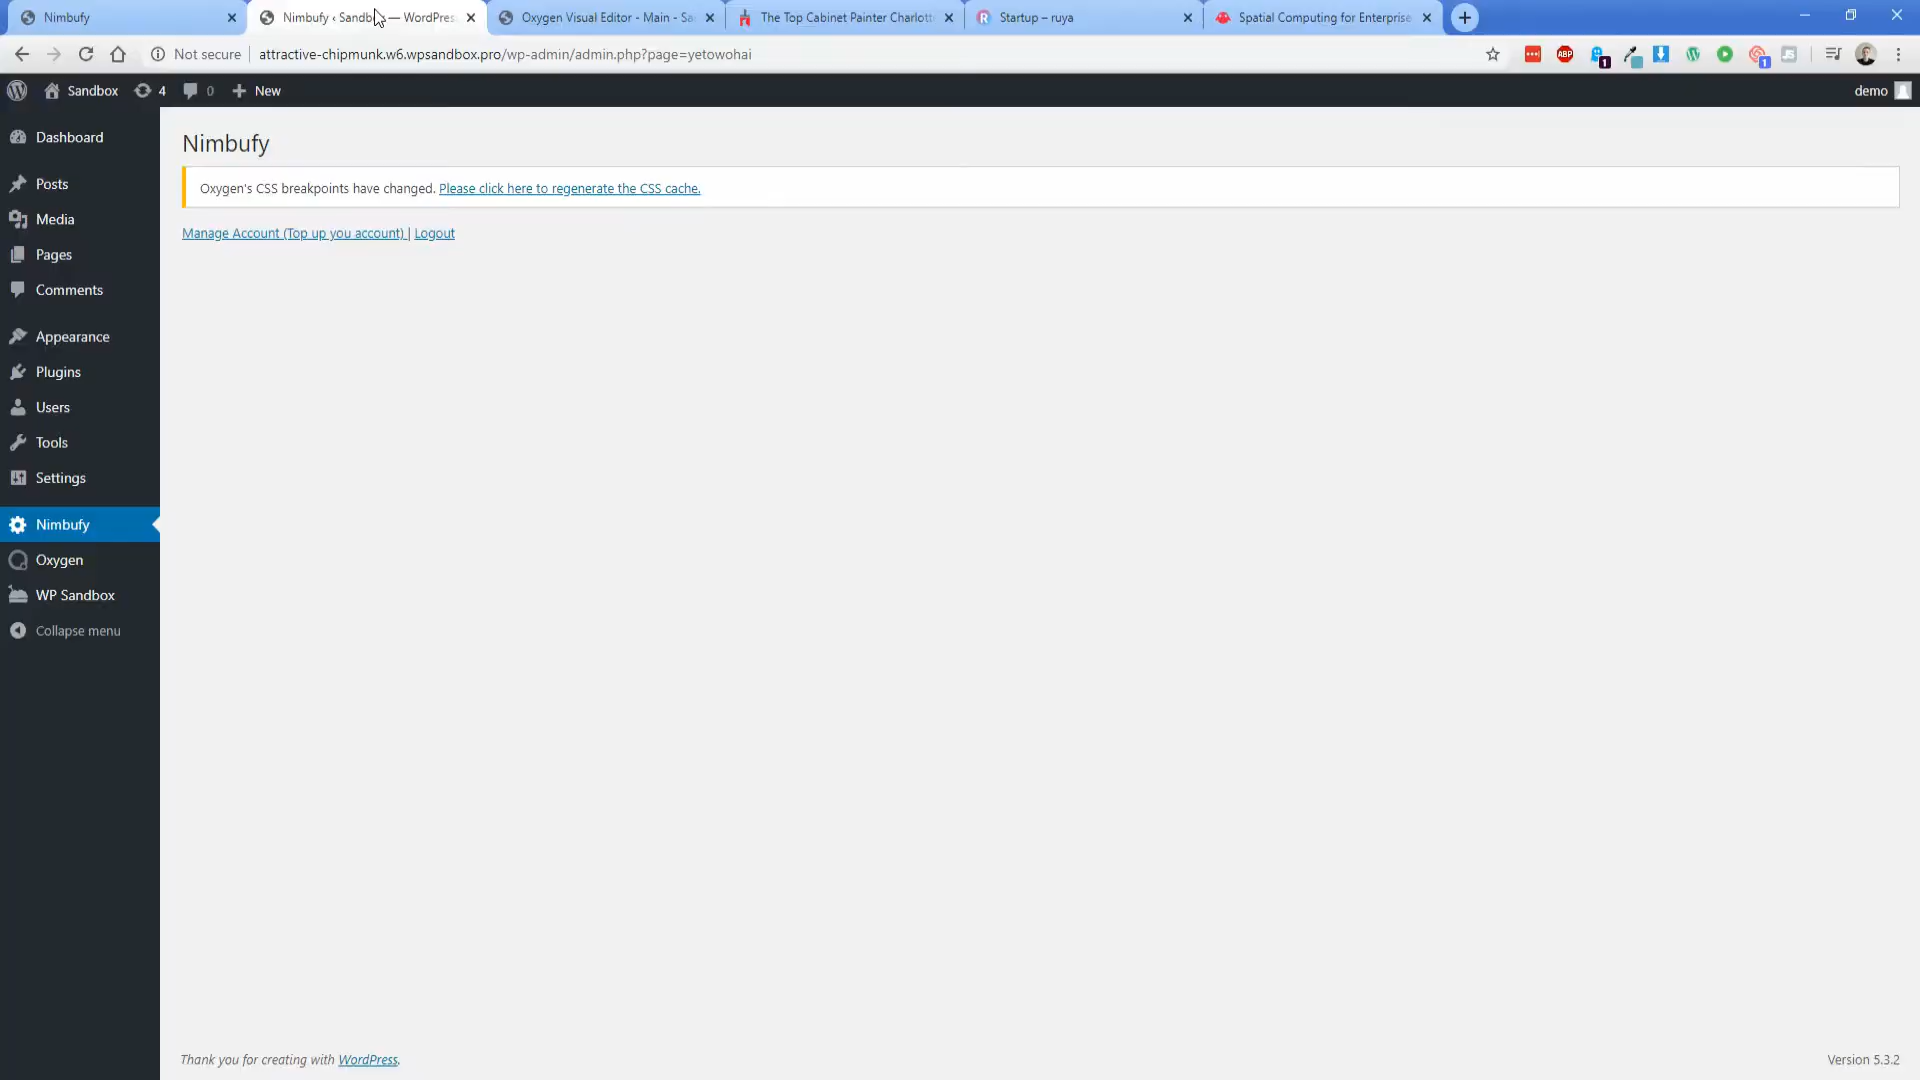 Nimbufy
Nimbufy ‹ Sandb — WordPres
Oxygen Visual Editor - Main - Sa
The Top Cabinet Painter Charlott
Startup – ruya
Spatial Computing for Enterprise
Not secure
attractive-chipmunk.w6.wpsandbox.pro/wp-admin/admin.php?page=yetowohai
ABP
1
1
Sandbox
4
0
New
demo
Dashboard
Posts
Media
Pages
Comments
Appearance
Plugins
Users
Tools
Settings
Nimbufy
Oxygen
WP Sandbox
Collapse menu
Nimbufy
Oxygen's CSS breakpoints have changed. Please click here to regenerate the CSS cache.
Manage Account (Top up you account) | Logout
Thank you for creating with WordPress.
Version 5.3.2